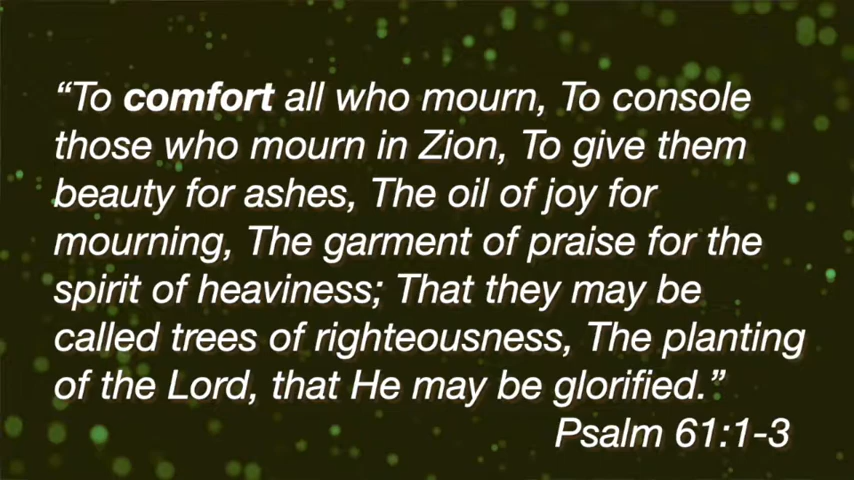 “To comfort all who mourn, To console
those who mourn in Zion, To give them
beauty for ashes, The oil of joy for
mourning, The garment of praise for the
spirit of heaviness; That they may be
called trees of righteousness, The planting
of the Lord, that He may be glorified.”
Psalm 61:1-3